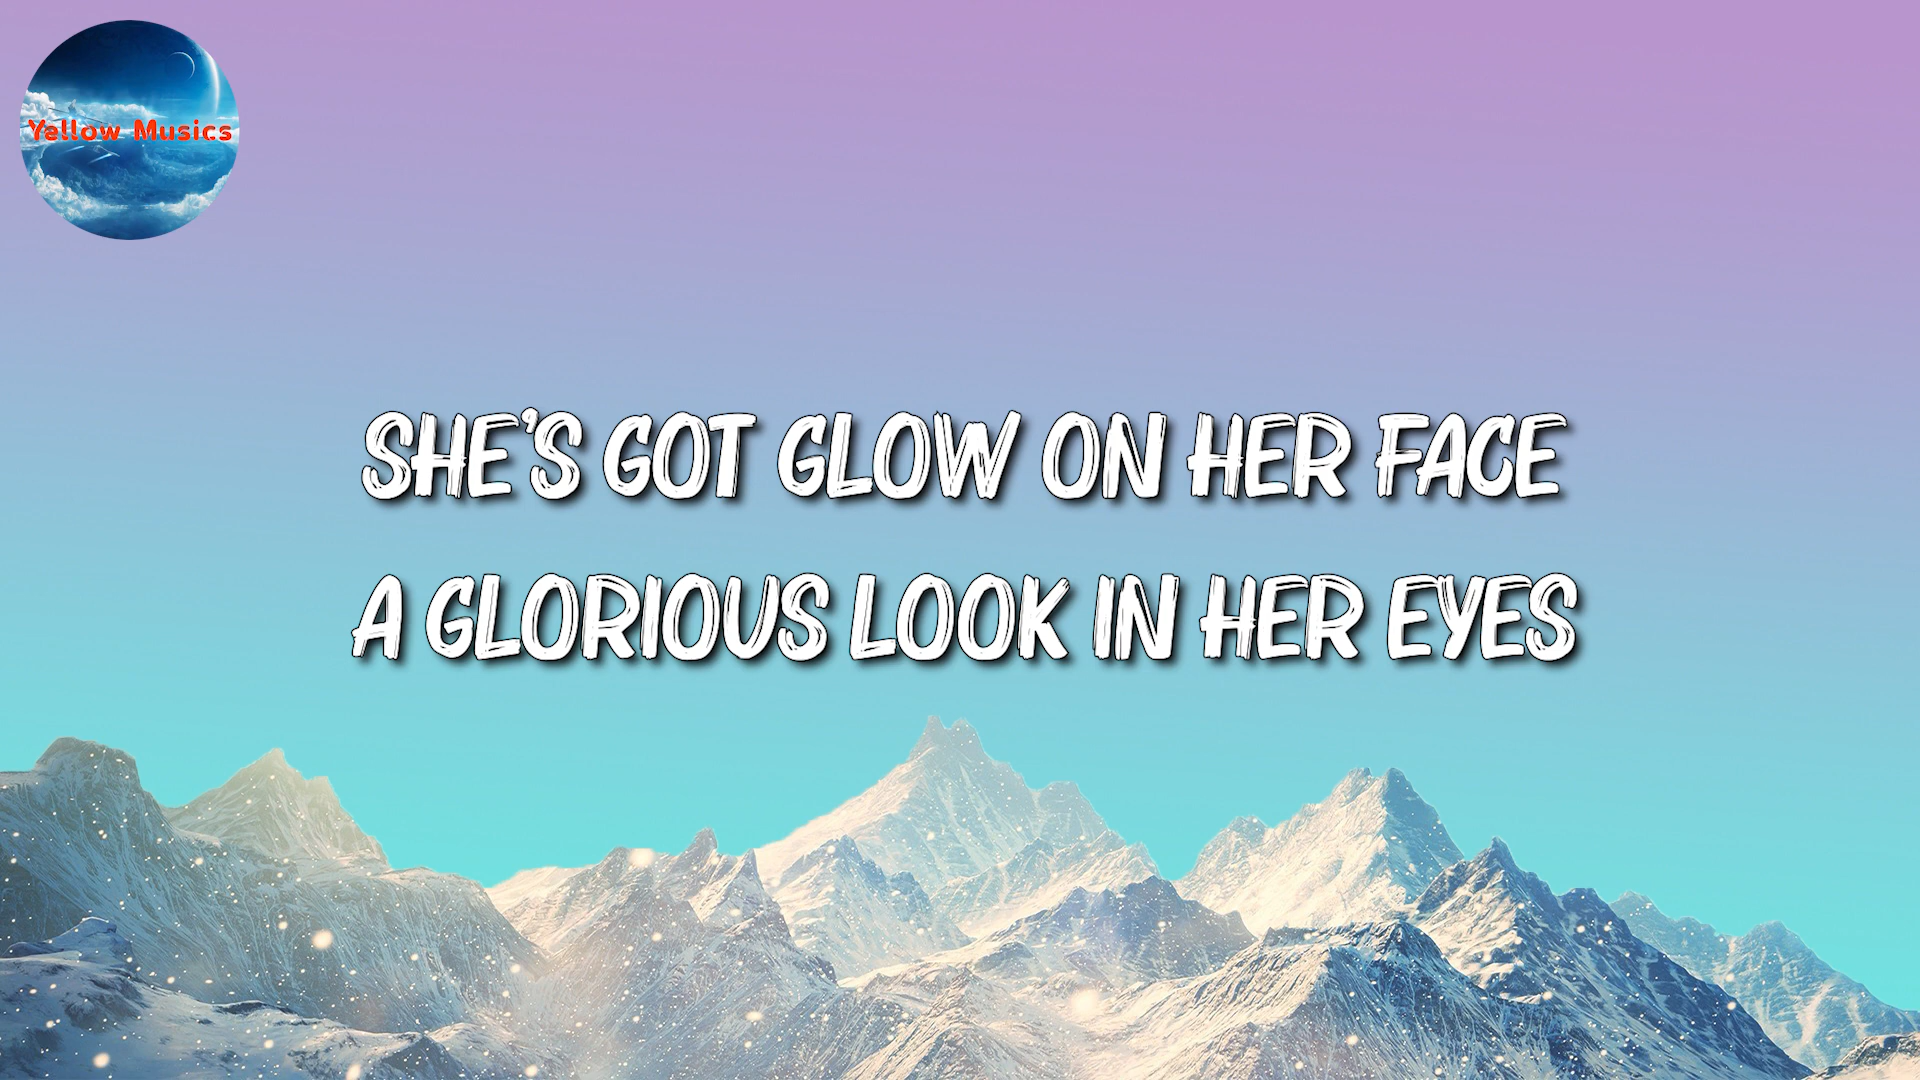 Yellow Musics
SHE'S GOT GLOW ON HER FACE
A GLORIOUS LOOK IN HER EYES